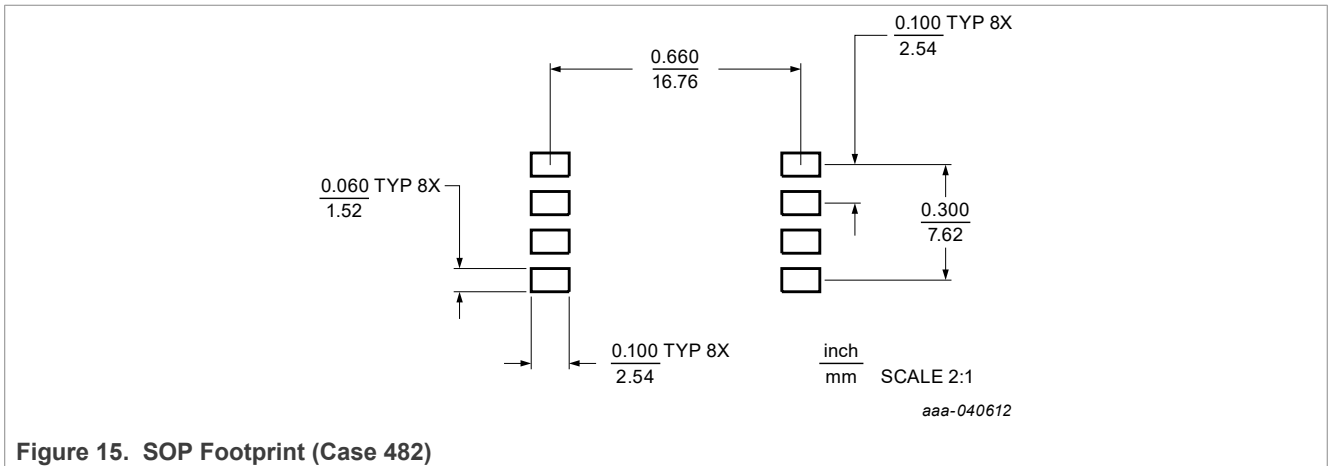 0.100 TYP 8X
2.54
0.660
16.76
0.060 TYP 8X
1.52
0.300
7.62
0.100 TYP 8X
2.54
inch
mm SCALE 2:1
aaa-040612
Figure 15. SOP Footprint (Case 482)